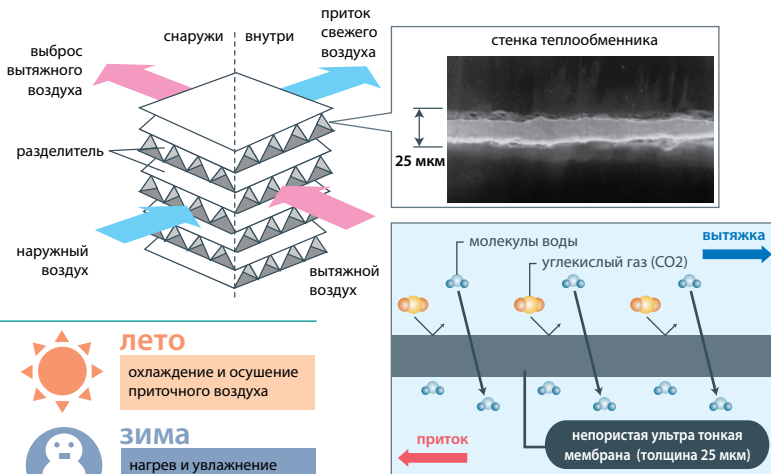 снаружи
внутри
приток
свежего
воздуха
выброс
вытяжного
воздуха
разделитель
наружный
воздух
вытяжной
воздух
стенка теплообменника
25 мкм
молекулы воды
углекислый газ (CO2)
вытяжка
приток
непористая ультра тонкая
мембрана (толщина 25 мкм)
лето
охлаждение и осушение
приточного воздуха
зима
нагрев и увлажнение